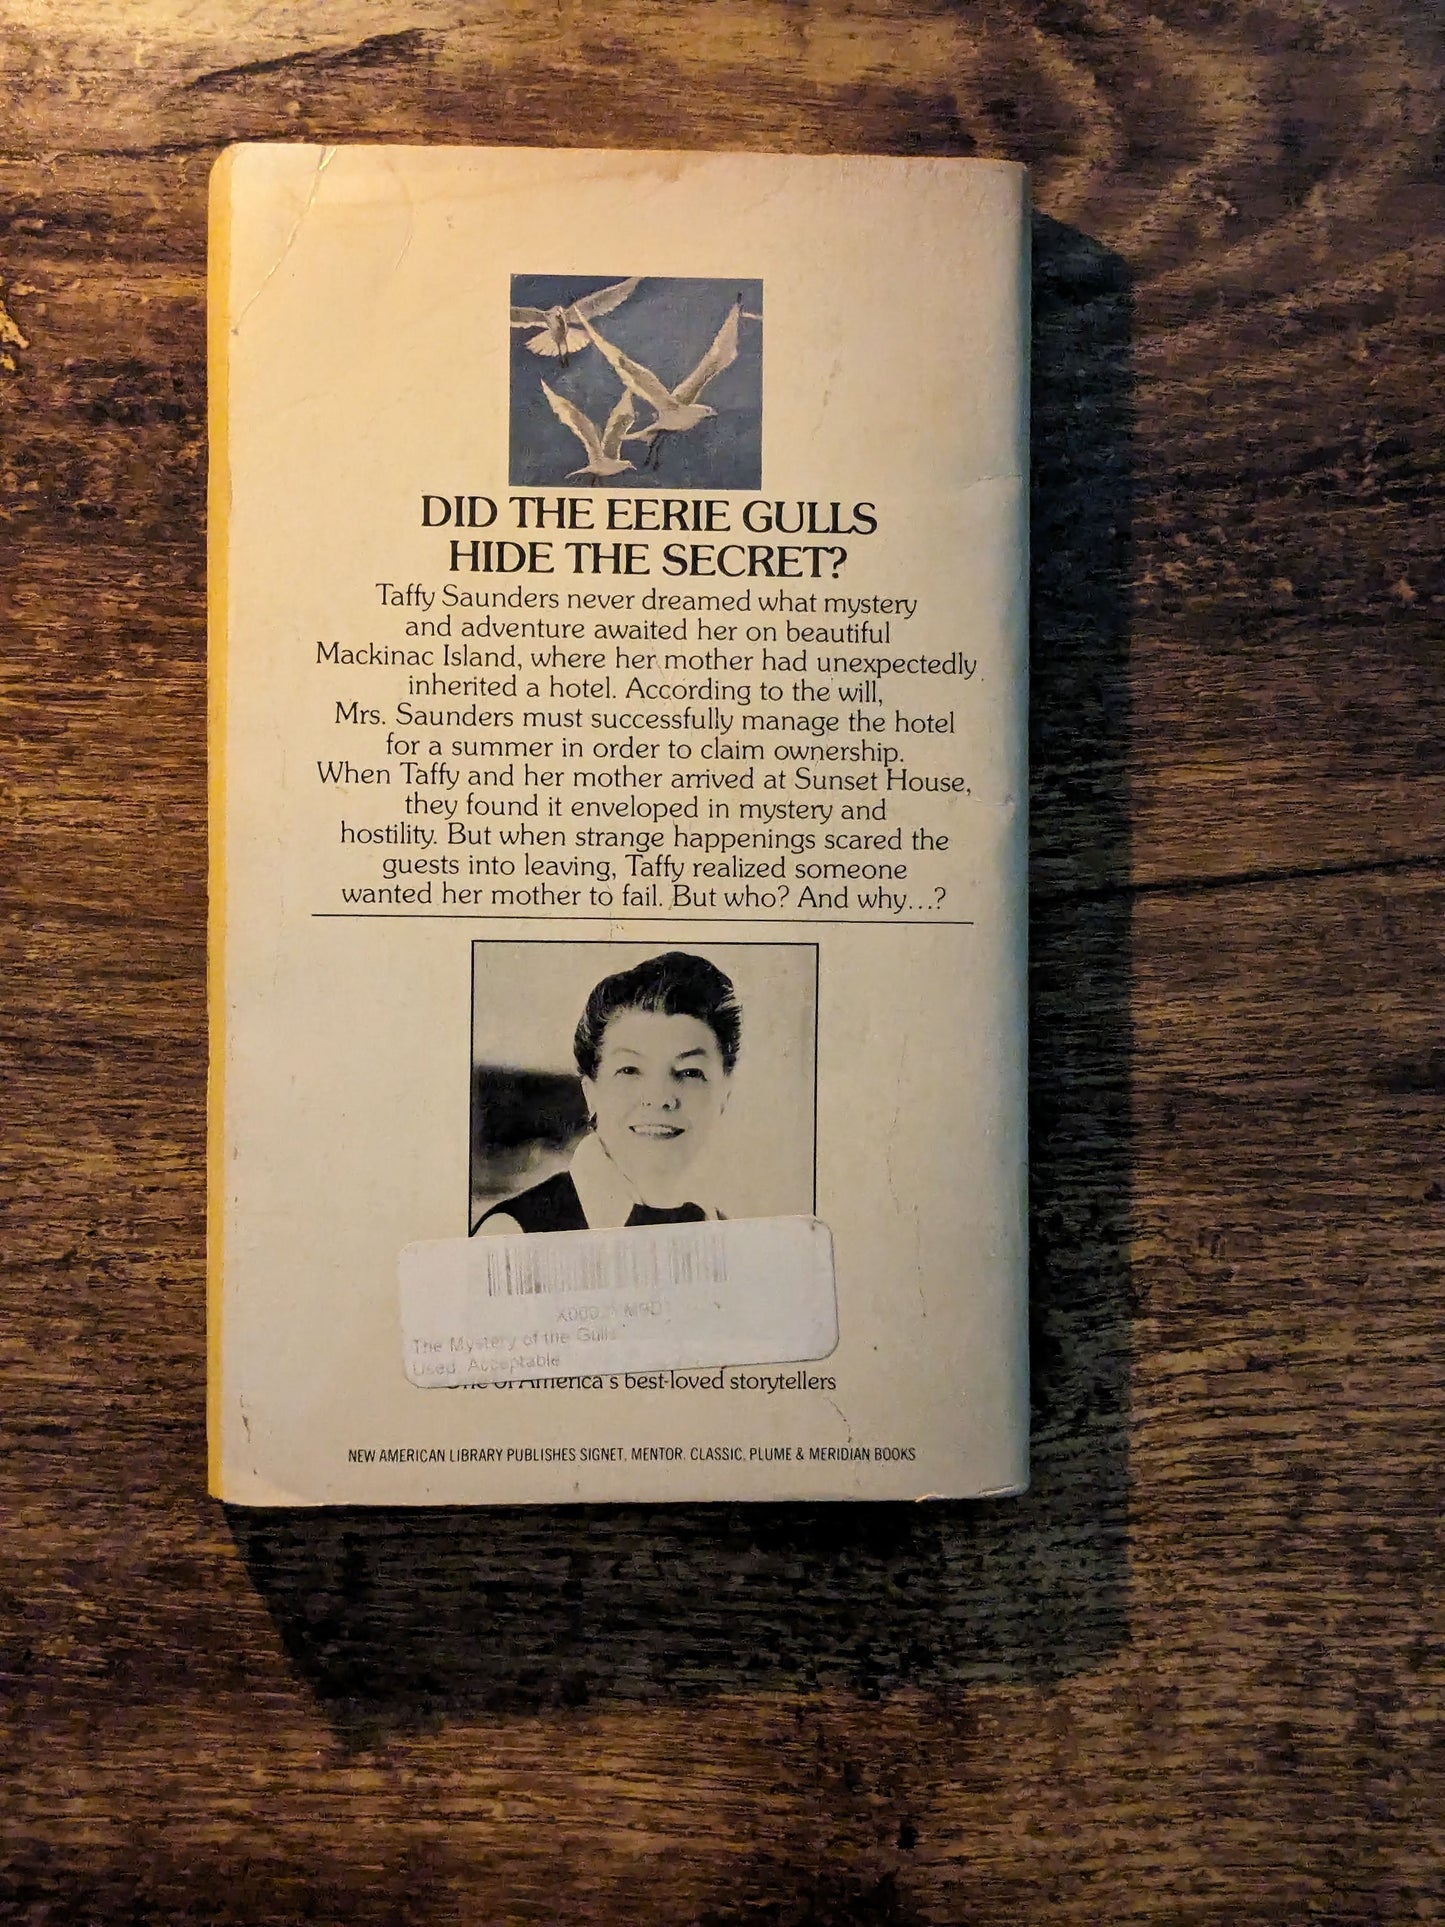 DID THE EERIE GULLS
HIDE THE SECRET?
Taffy Saunders never dreamed what mystery
and adventure awaited her on beautiful
Mackinac Island, where her mother had unexpectedly
inherited a hotel. According to the will,
Mrs. Saunders must successfully manage the hotel
for a summer in order to claim ownership.
When Taffy and her mother arrived at Sunset House,
they found it enveloped in mystery and
hostility. But when strange happenings scared the
guests into leaving, Taffy realized someone
wanted her mother to fail. But who? And why...?
The Mystery of the Gulls
Used, Acceptable
One of America's best-loved storytellers
NEW AMERICAN LIBRARY PUBLISHES SIGNET, MENTOR, CLASSIC, PLUME & MERIDIAN BOOKS